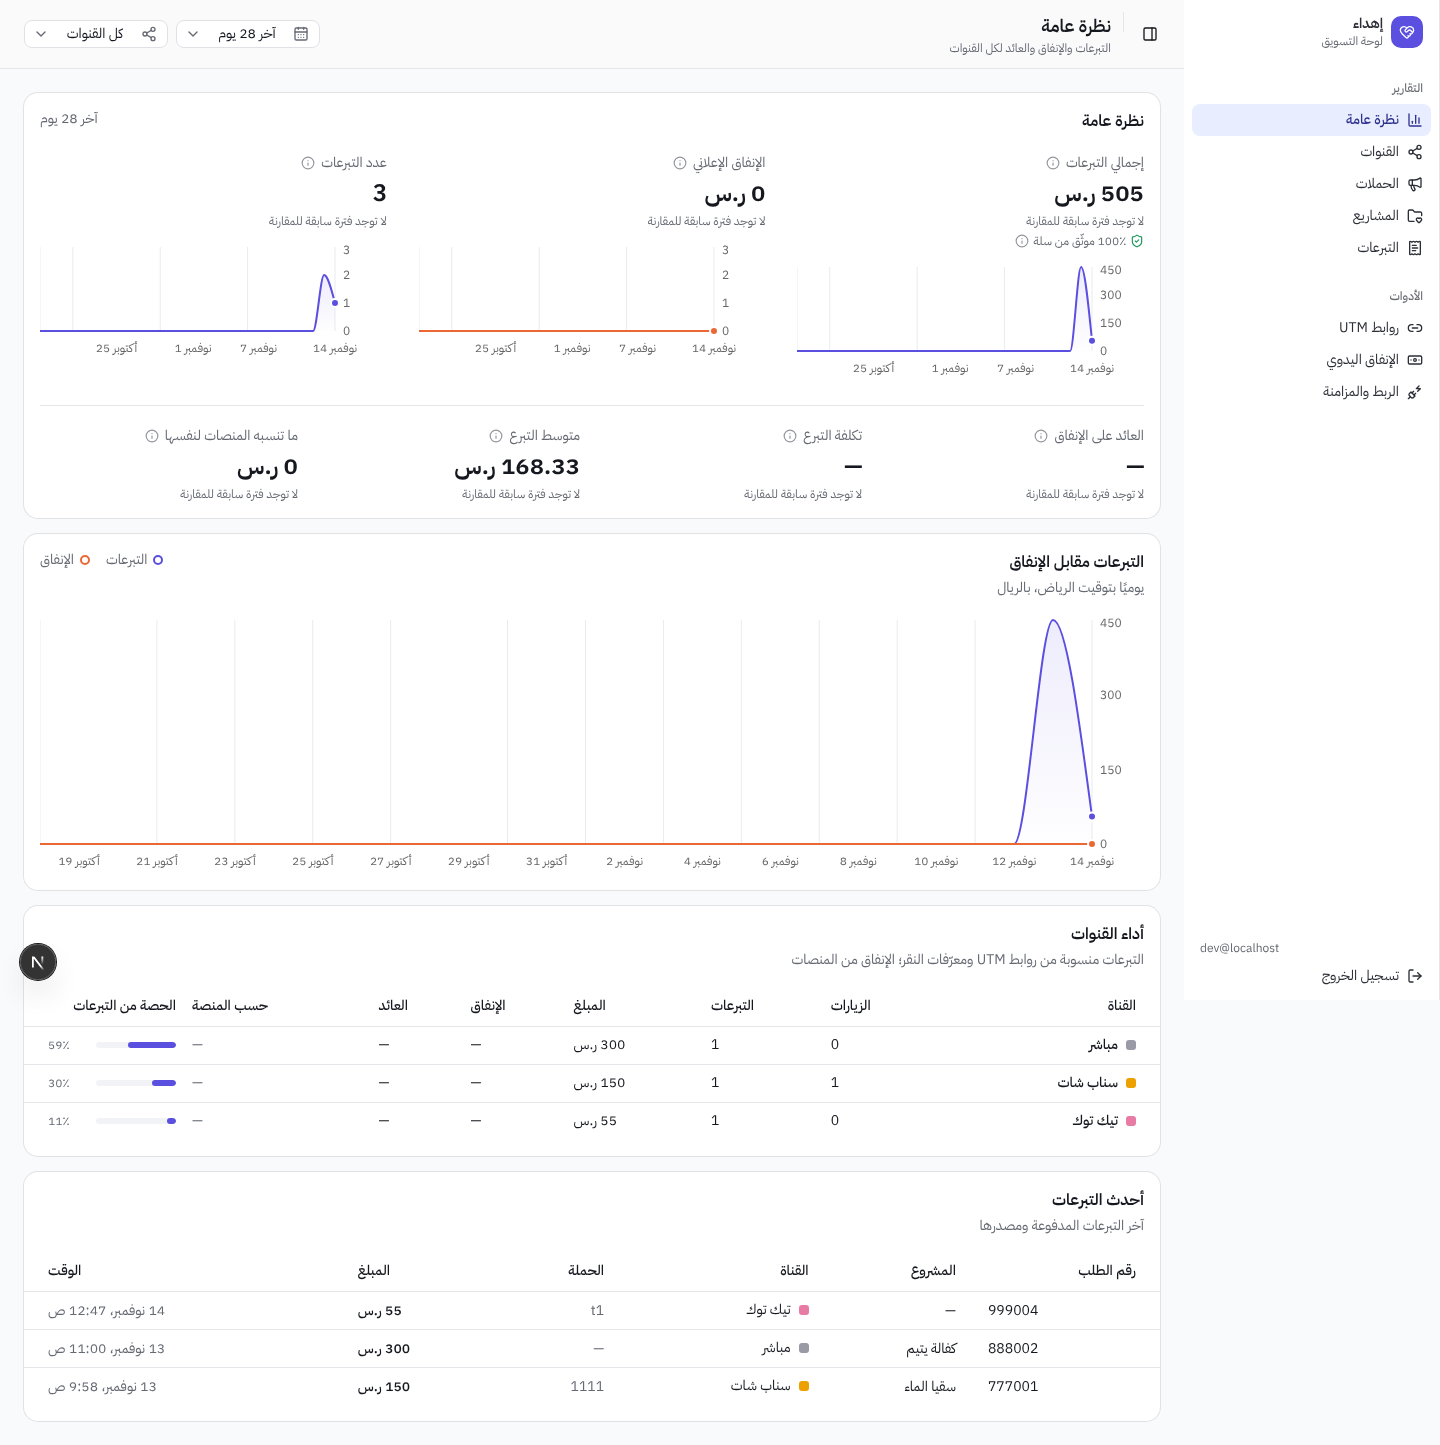 إهداء
لوحة التسويق
التقارير
نظرة عامة
القنوات
الحملات
المشاريع
التبرعات
الأدوات
روابط UTM
الإنفاق اليدوي
الربط والمزامنة
dev@localhost
تسجيل الخروج
نظرة عامة
التبرعات والإنفاق والعائد لكل القنوات
آخر 28 يوم
كل القنوات
نظرة عامة
آخر 28 يوم
إجمالي التبرعات
505 ر.س
لا توجد فترة سابقة للمقارنة
100٪ موثّق من سلة
450
300
150
0
14 نوفمبر
7 نوفمبر
1 نوفمبر
25 أكتوبر
الإنفاق الإعلاني
0 ر.س
لا توجد فترة سابقة للمقارنة
3
2
1
0
14 نوفمبر
7 نوفمبر
1 نوفمبر
25 أكتوبر
عدد التبرعات
3
لا توجد فترة سابقة للمقارنة
3
2
1
0
14 نوفمبر
7 نوفمبر
1 نوفمبر
25 أكتوبر
العائد على الإنفاق
—
لا توجد فترة سابقة للمقارنة
تكلفة التبرع
—
لا توجد فترة سابقة للمقارنة
متوسط التبرع
168.33 ر.س
لا توجد فترة سابقة للمقارنة
ما تنسبه المنصات لنفسها
0 ر.س
لا توجد فترة سابقة للمقارنة
التبرعات مقابل الإنفاق
التبرعات الإنفاق
يوميًا بتوقيت الرياض، بالريال
450
300
150
0
14 نوفمبر 12 نوفمبر 10 نوفمبر 8 نوفمبر 6 نوفمبر 4 نوفمبر 2 نوفمبر 31 أكتوبر 29 أكتوبر 27 أكتوبر 25 أكتوبر 23 أكتوبر 21 أكتوبر 19 أكتوبر
أداء القنوات
التبرعات منسوبة من روابط UTM ومعرّفات النقر؛ الإنفاق من المنصات
N
القناة الزيارات التبرعات المبلغ الإنفاق العائد حسب المنصة الحصة من التبرعات
مباشر 0 1 300 ر.س — — — 59٪
سناب شات 1 1 150 ر.س — — — 30٪
تيك توك 0 1 55 ر.س — — — 11٪
أحدث التبرعات
آخر التبرعات المدفوعة ومصدرها
رقم الطلب المشروع القناة الحملة المبلغ الوقت
999004 — تيك توك t1 55 ر.س 14 نوفمبر، 12:47 ص
888002 كفالة يتيم مباشر — 300 ر.س 13 نوفمبر، 11:00 ص
777001 سقيا الماء سناب شات 1111 150 ر.س 13 نوفمبر، 9:58 ص